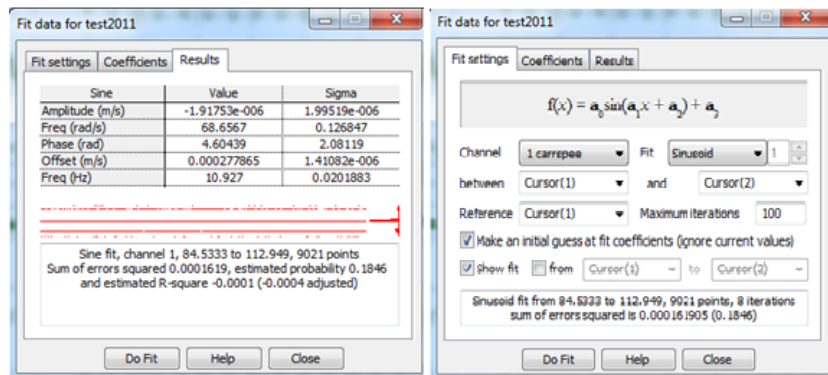 Fit data for test2011
Fit settings Coefficients Results
Sine Value Sigma
Amplitude (m/s) -1.91753e-006 1.99519e-006
Freq (rad/s) 68.6567 0.126847
Phase (rad) 4.60439 2.08119
Offset (m/s) 0.000277865 1.41082e-006
Freq (Hz) 10.927 0.0201883
Sine fit, channel 1, 84.5333 to 112.949, 9021 points
Sum of errors squared 0.0001619, estimated probability 0.1846
and estimated R-square -0.0001 (-0.0004 adjusted)
Do Fit Help Close
Fit data for test2011
Fit settings Coefficients Results
f(x) = a₀sin(a₁x + a₂) + a₃
Channel 1 carrspee Fit Sinusoid 1
between Cursor(1) and Cursor(2)
Reference Cursor(1) Maximum iterations 100
Make an initial guess at fit coefficients (ignore current values)
Show fit from Cursor(1) to Cursor(2)
Sinusoid fit from 84.5333 to 112.949, 9021 points, 8 iterations
sum of errors squared is 0.000161905 (0.1846)
Do Fit Help Close